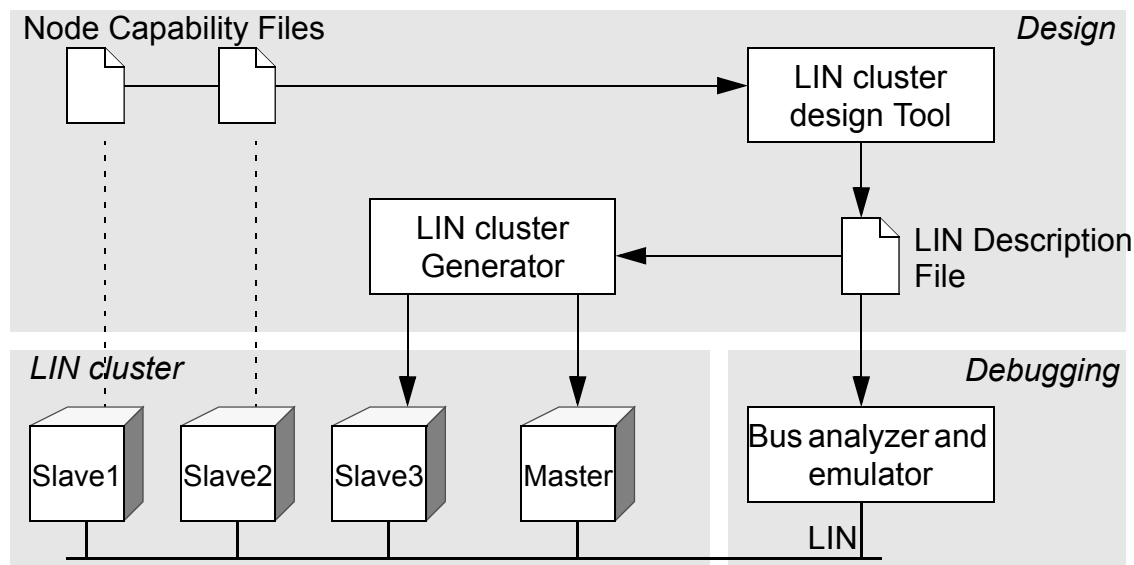 Node Capability Files
Design
LIN cluster
design Tool
LIN cluster
Generator
LIN Description
File
LIN cluster
Debugging
Slave1
Slave2
Slave3
Master
Bus analyzer and
emulator
LIN